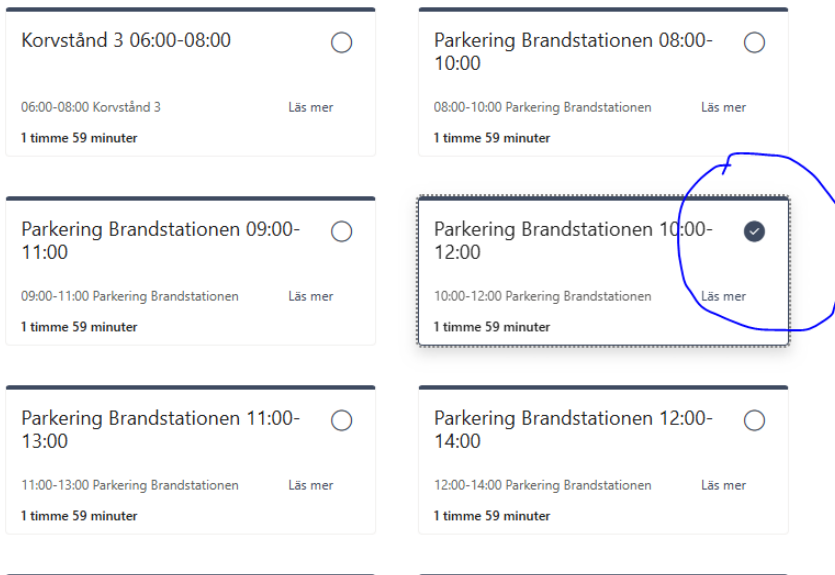 Korvstånd 3 06:00-08:00
06:00-08:00 Korvstånd 3
Läs mer
1 timme 59 minuter
Parkering Brandstationen 08:00-
10:00
08:00-10:00 Parkering Brandstationen
Läs mer
1 timme 59 minuter
Parkering Brandstationen 09:00-
11:00
09:00-11:00 Parkering Brandstationen
Läs mer
1 timme 59 minuter
Parkering Brandstationen 10:00-
12:00
10:00-12:00 Parkering Brandstationen
Läs mer
1 timme 59 minuter
Parkering Brandstationen 11:00-
13:00
11:00-13:00 Parkering Brandstationen
Läs mer
1 timme 59 minuter
Parkering Brandstationen 12:00-
14:00
12:00-14:00 Parkering Brandstationen
Läs mer
1 timme 59 minuter